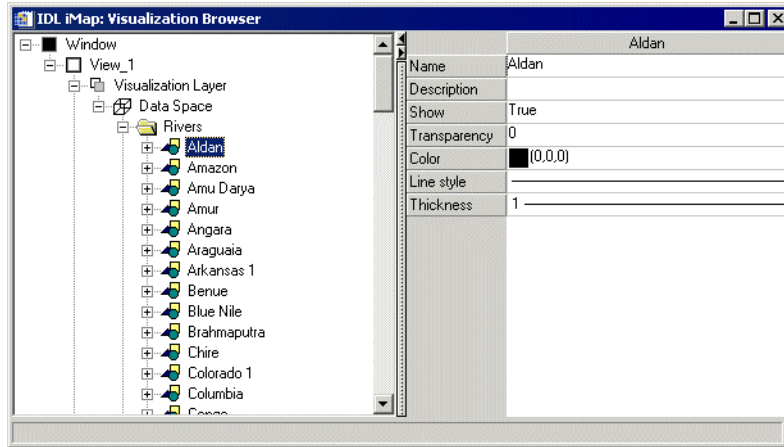 IDL iMap: Visualization Browser
Window
View_1
Visualization Layer
Data Space
Rivers
Aldan
Amazon
Amu Darya
Amur
Angara
Araguaia
Arkansas 1
Benue
Blue Nile
Brahmaputra
Chire
Colorado 1
Columbia
Congo
Aldan
Name Aldan
Description
Show True
Transparency 0
Color (0,0,0)
Line style
Thickness 1